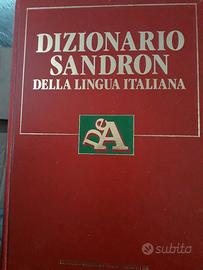 DIZIONARIO
SANDRON
DELLA LINGUA ITALIANA
DeA
subito